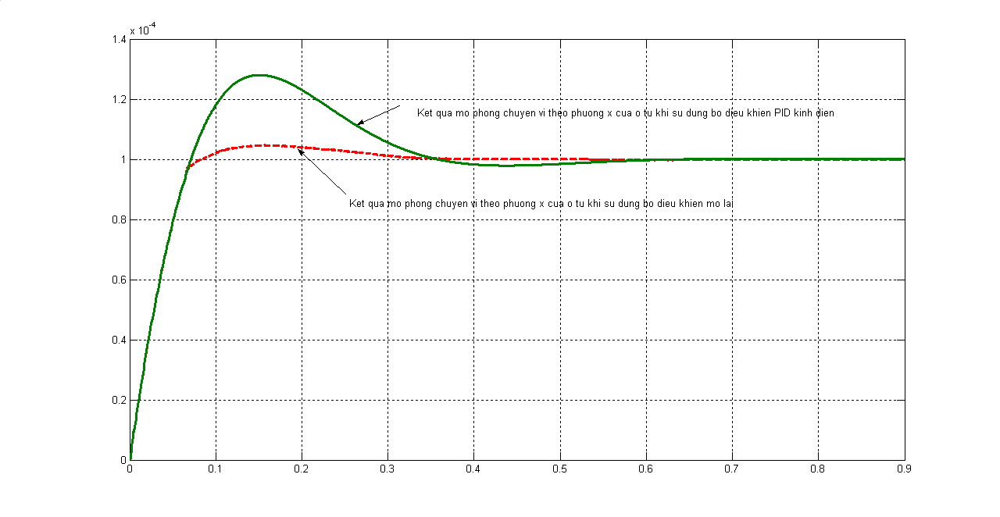 x 10-4
1.4
1.2
Ket qua mo phong chuyen vi theo phuong x cua o tu khi su dung bo dieu khien PID kinh dien
1
Ket qua mo phong chuyen vi theo phuong x cua o tu khi su dung bo dieu khien mo lai
0.8
0.6
0.4
0.2
0
0 0.1 0.2 0.3 0.4 0.5 0.6 0.7 0.8 0.9